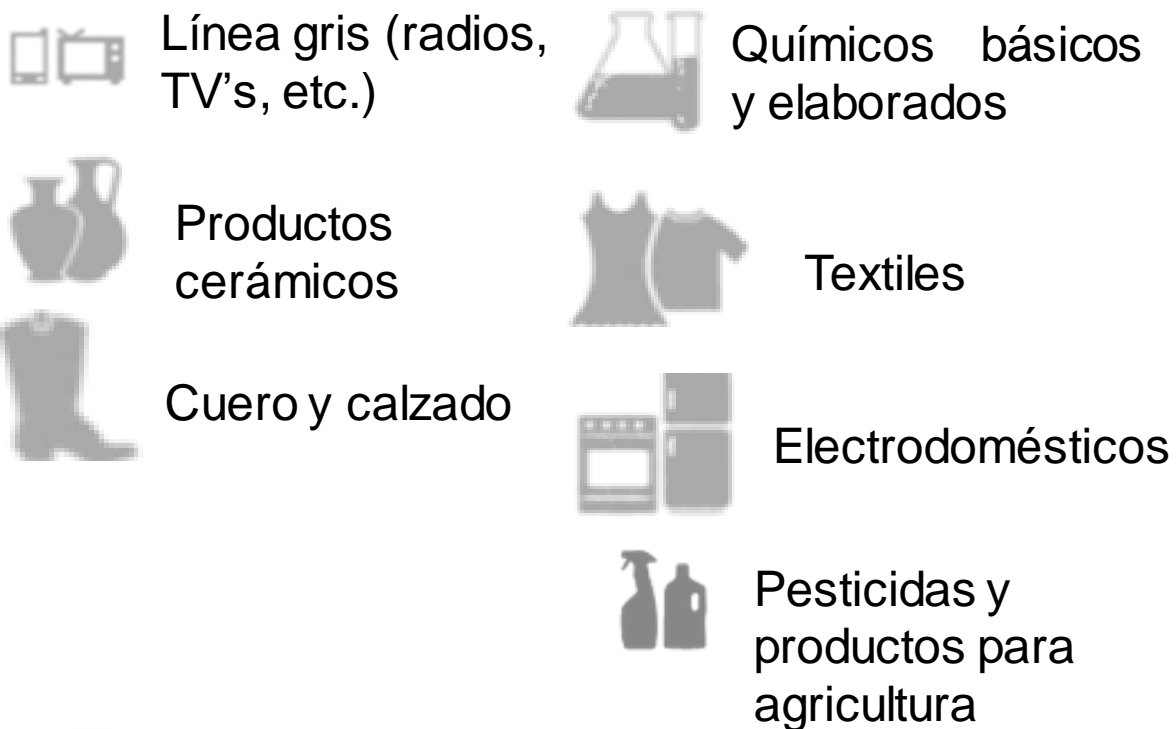 Línea gris (radios,
TV’s, etc.)
Productos
cerámicos
Cuero y calzado
Químicos básicos
y elaborados
Textiles
Electrodomésticos
Pesticidas y
productos para
agricultura